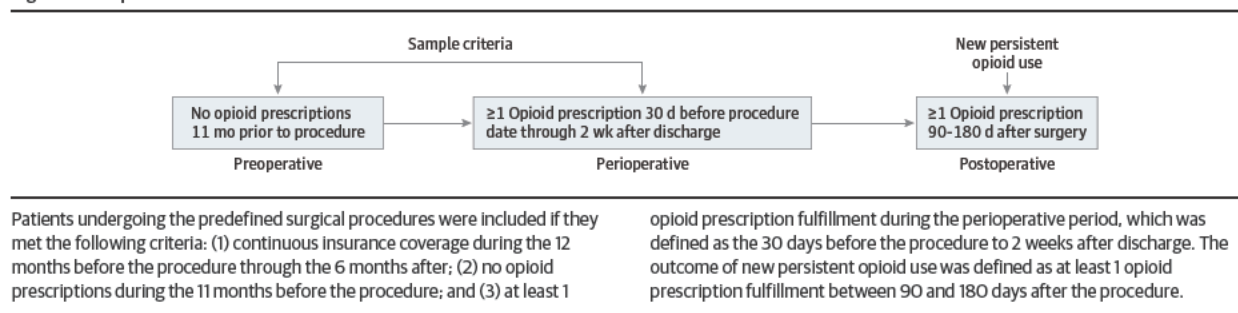 Sample criteria
New persistent
opioid use
No opioid prescriptions
11 mo prior to procedure
≥1 Opioid prescription 30 d before procedure
date through 2 wk after discharge
≥1 Opioid prescription
90-180 d after surgery
Preoperative
Perioperative
Postoperative
Patients undergoing the predefined surgical procedures were included if they
met the following criteria: (1) continuous insurance coverage during the 12
months before the procedure through the 6 months after; (2) no opioid
prescriptions during the 11 months before the procedure; and (3) at least 1
opioid prescription fulfillment during the perioperative period, which was
defined as the 30 days before the procedure to 2 weeks after discharge. The
outcome of new persistent opioid use was defined as at least 1 opioid
prescription fulfillment between 90 and 180 days after the procedure.